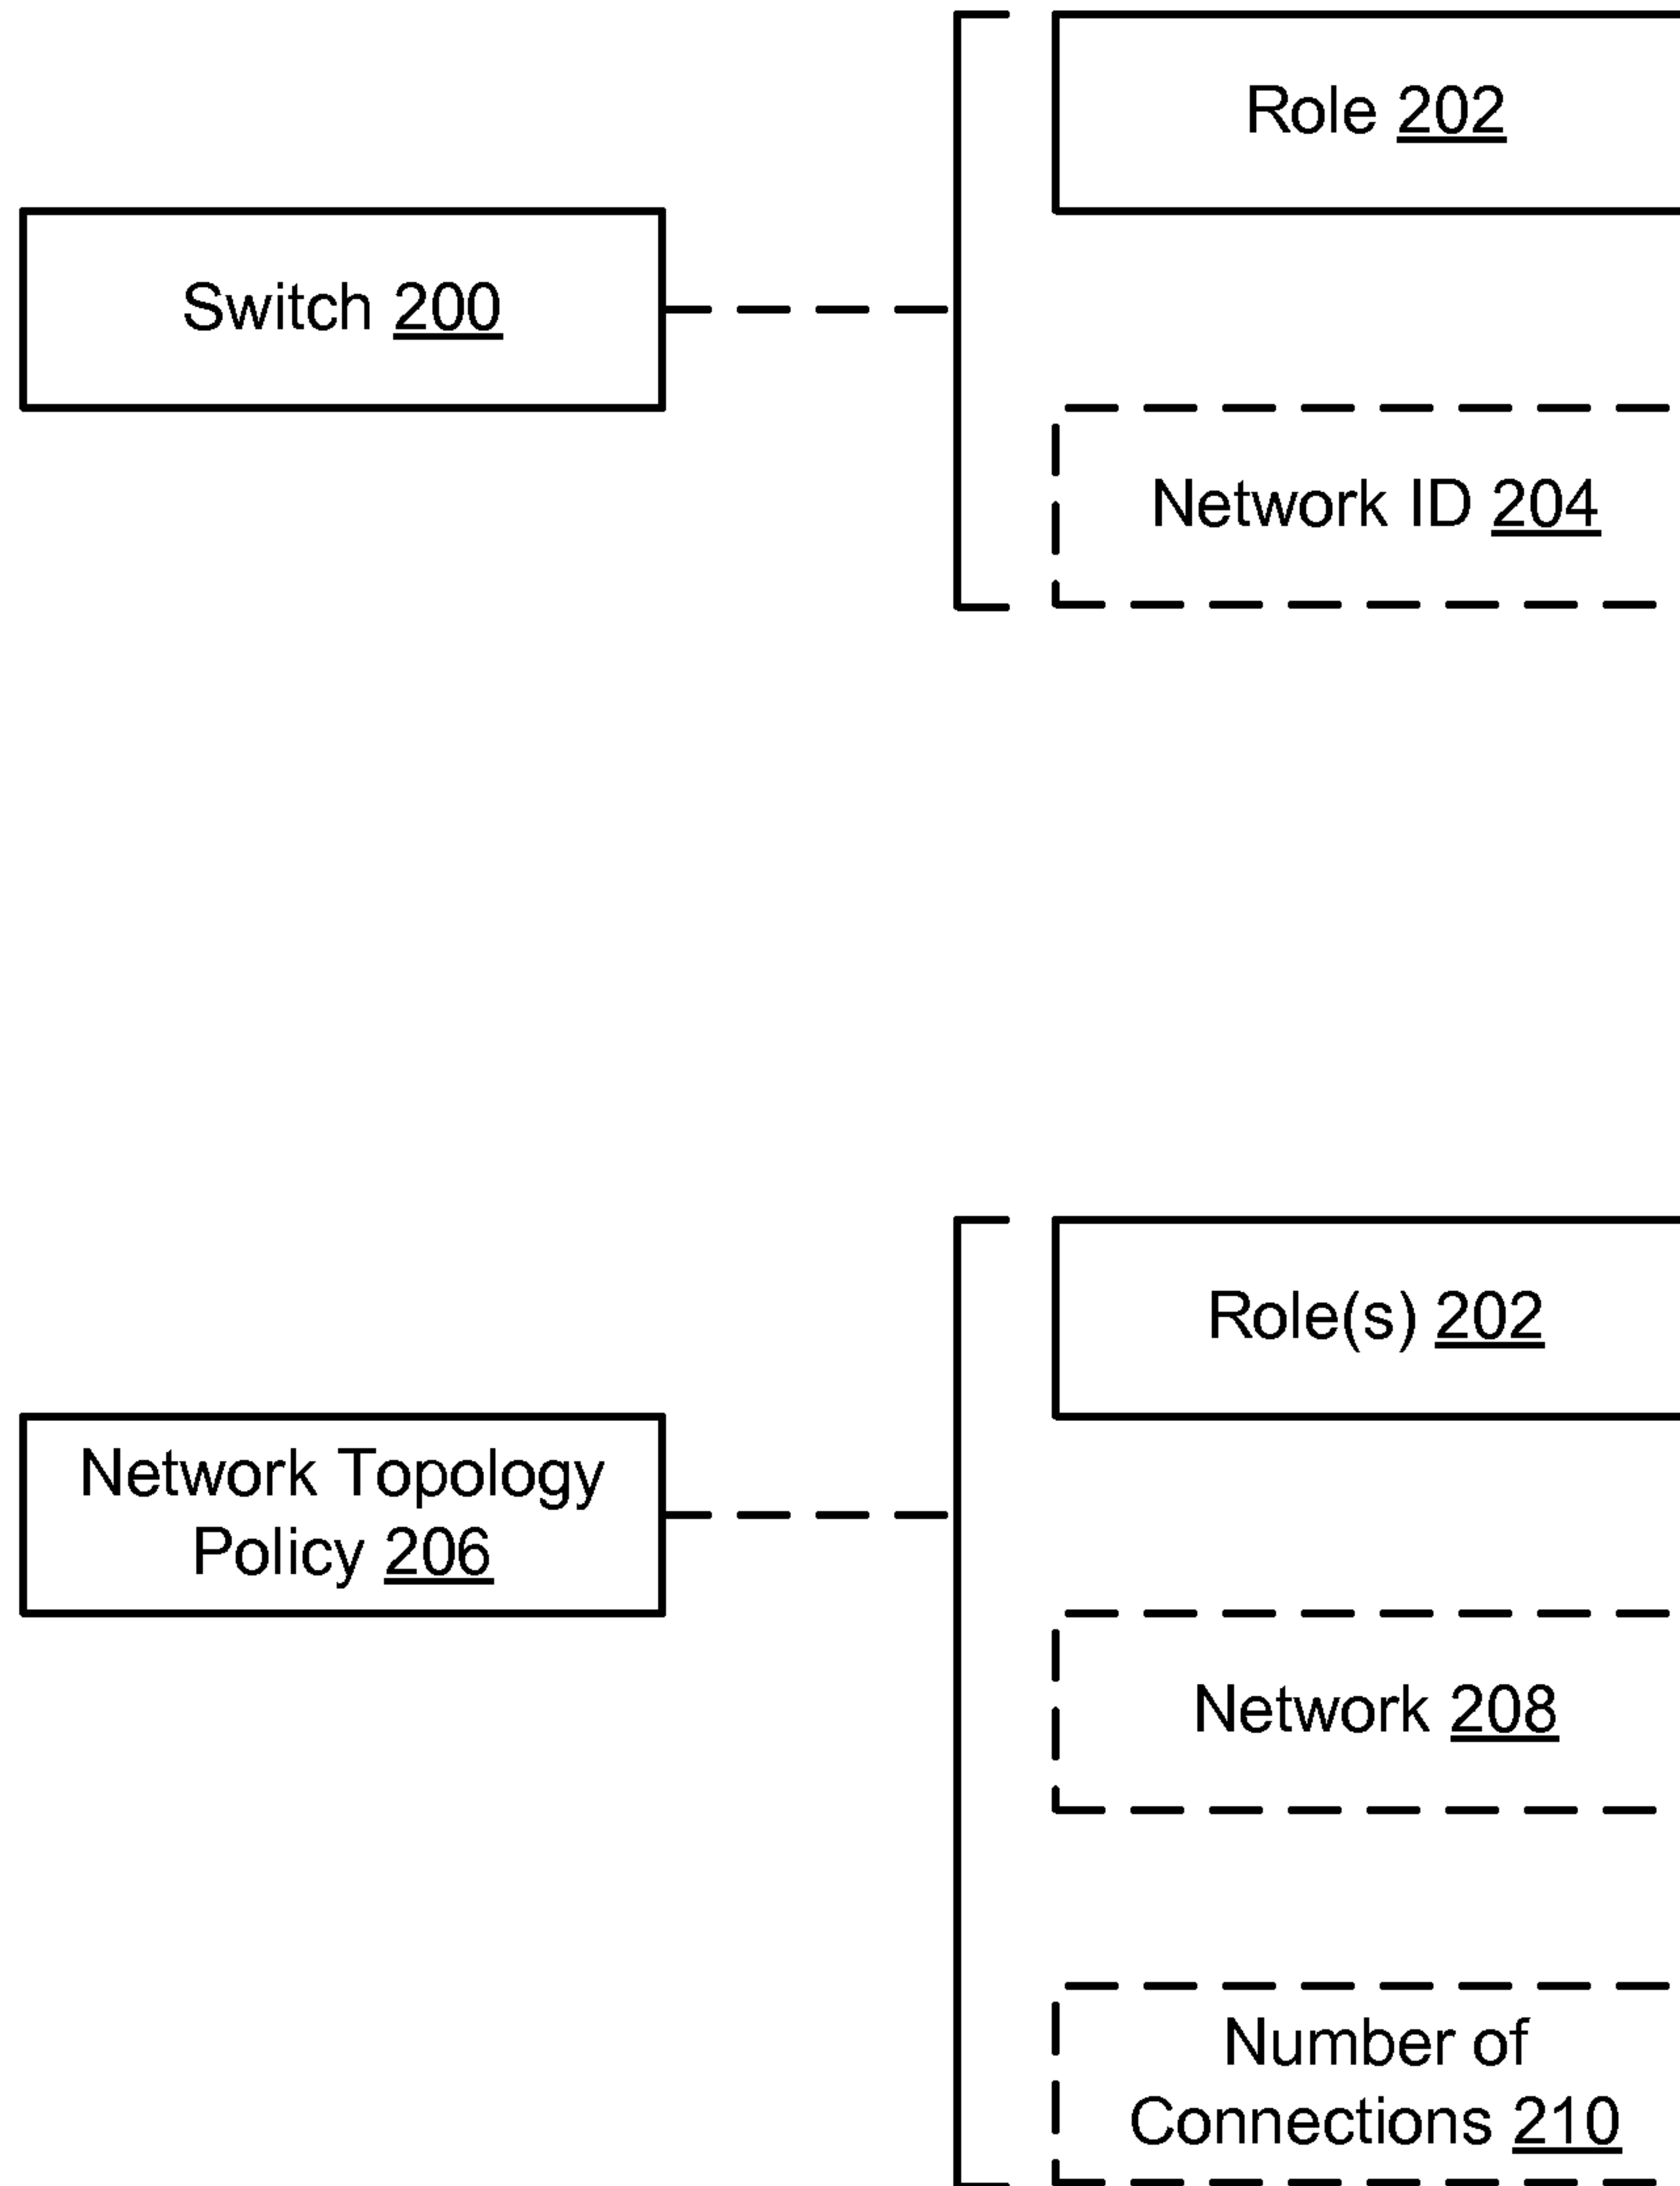 Role 202
Switch 200
Network ID 204
Role(s) 202
Network Topology
Policy 206
Network 208
Number of
Connections 210